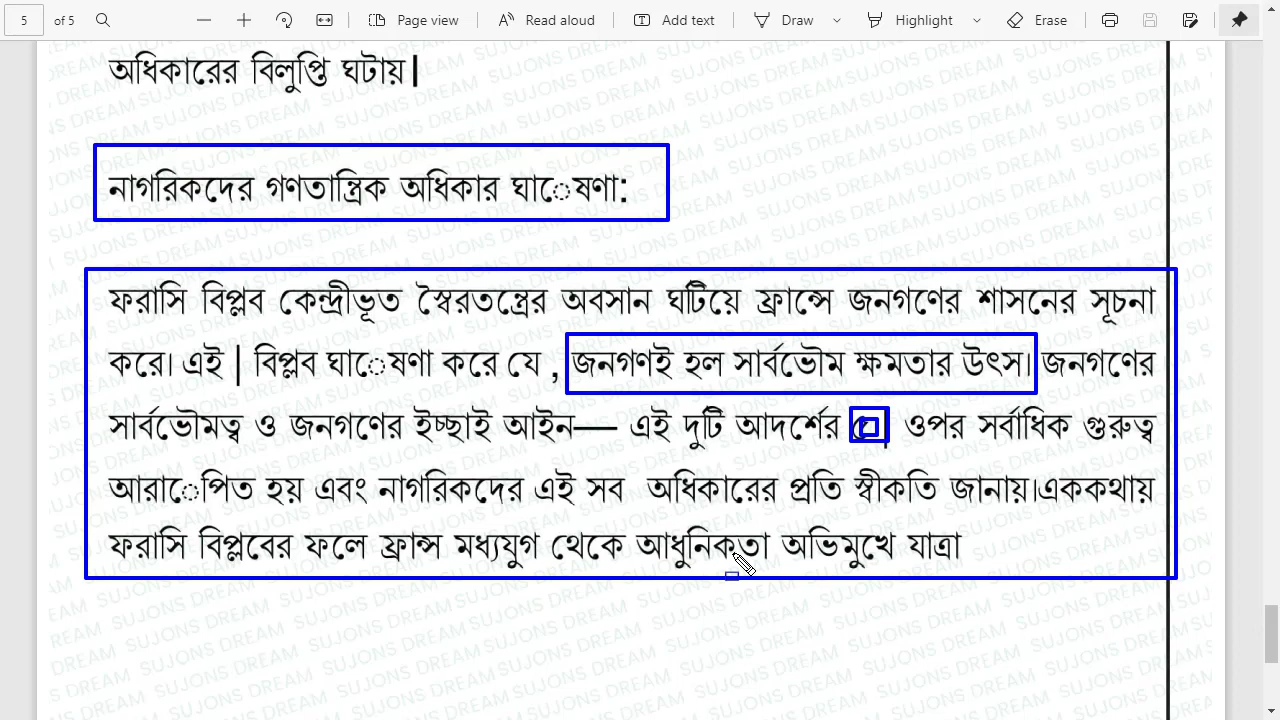 5 of 5 Page view Read aloud Add text Draw Highlight Erase
অধিকারের বিলুপ্তি ঘটায়|
নাগরিকদের গণতান্ত্রিক অধিকার ঘােষণা:
ফরাসি বিপ্লব কেন্দ্রীভূত স্বৈরতন্ত্রের অবসান ঘটিয়ে ফ্রান্সে জনগণের শাসনের সূচনা
করে। এই | বিপ্লব ঘােষণা করে যে , জনগণই হল সার্বভৌম ক্ষমতার উৎস। জনগণের
সার্বভৌমত্ব ও জনগণের ইচ্ছাই আইন— এই দুটি আদর্শের ওপর সর্বাধিক গুরুত্ব
আরােপিত হয় এবং নাগরিকদের এই সব অধিকারের প্রতি স্বীকতি জানায়।এককথায়
ফরাসি বিপ্লবের ফলে ফ্রান্স মধ্যযুগ থেকে আধুনিকতা অভিমুখে যাত্রা
SUJONS DREAM